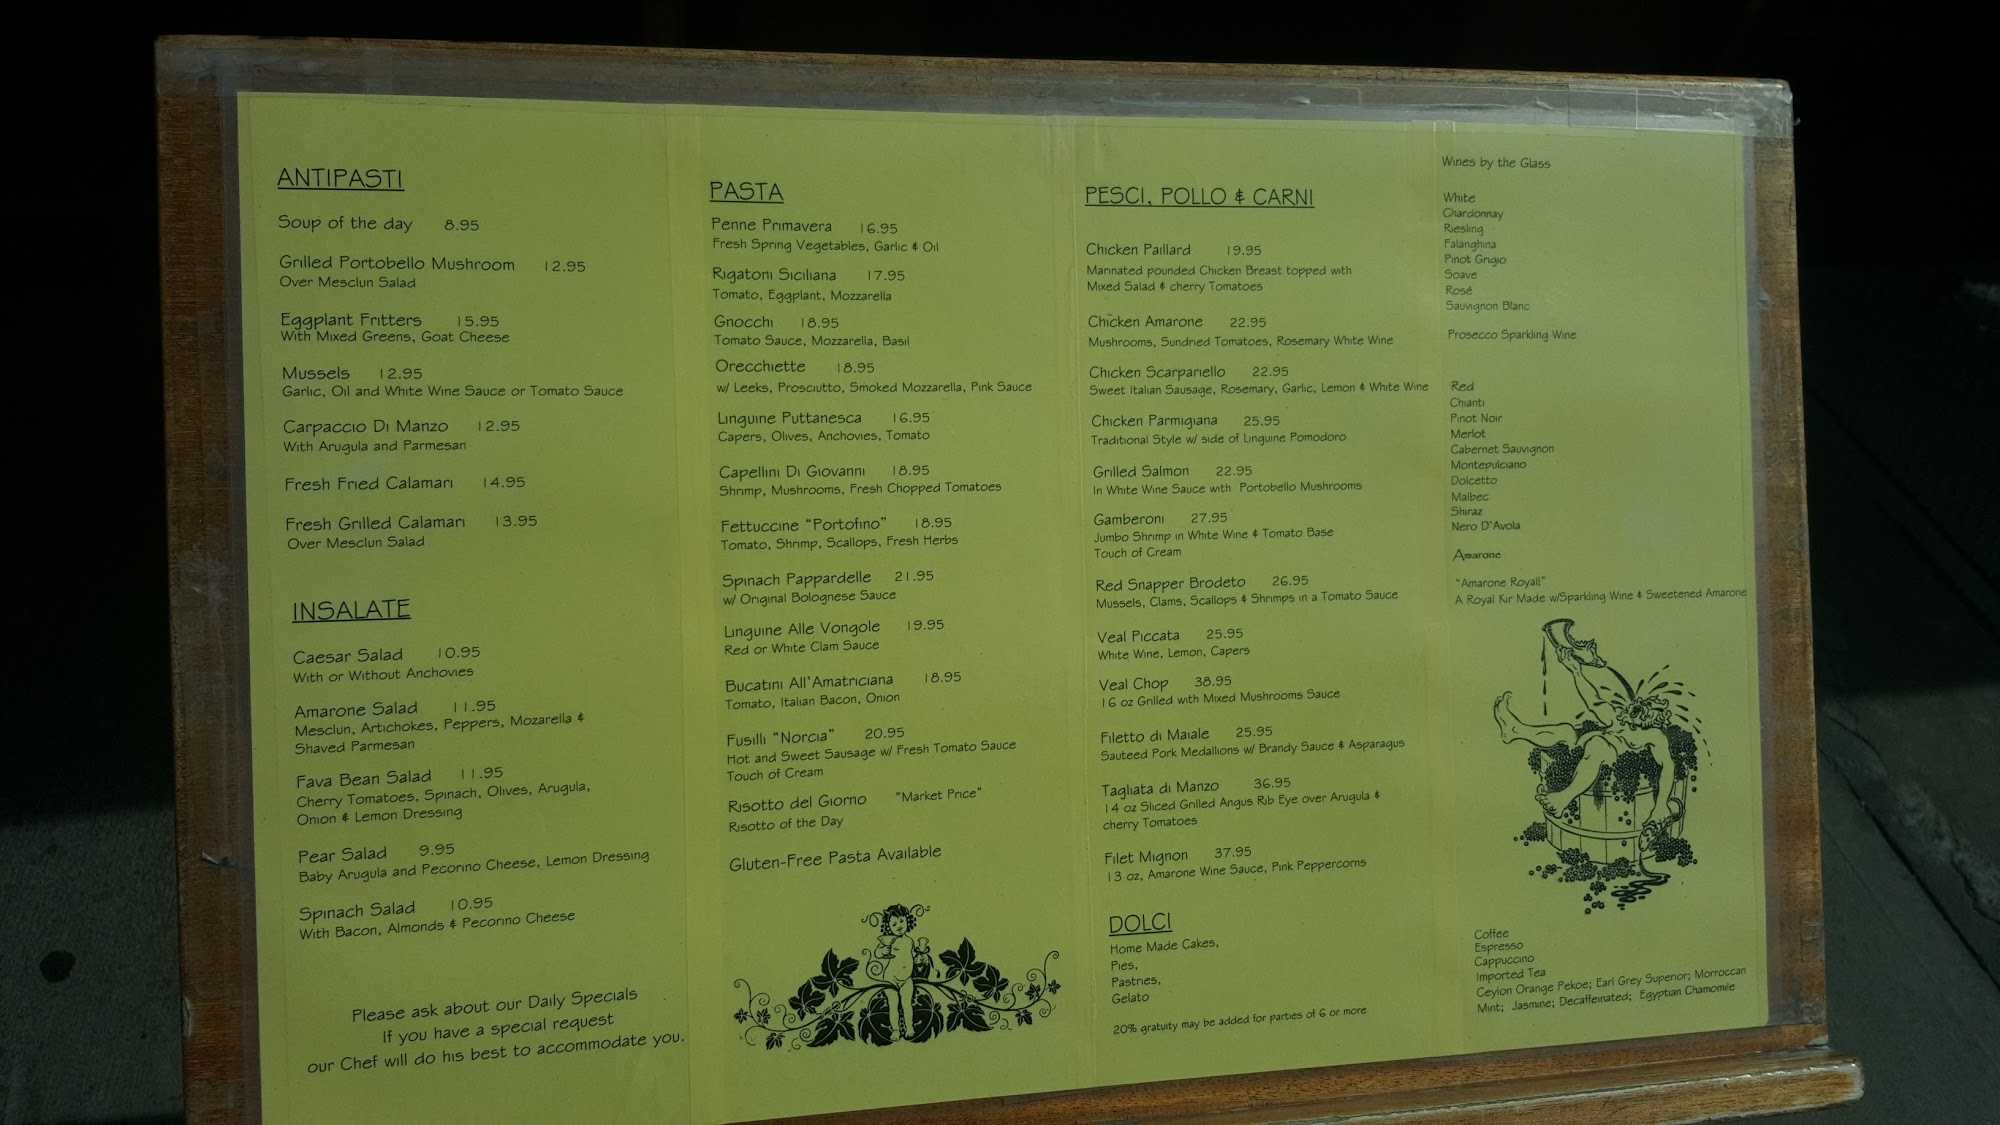 ANTIPASTI
Soup of the day 8.95
Grilled Portobello Mushroom 12.95
Over Mesclun Salad
Eggplant Fritters 15.95
With Mixed Greens, Goat Cheese
Mussels 12.95
Garlic, Oil and White Wine Sauce or Tomato Sauce
Carpaccio Di Manzo 12.95
With Arugula and Parmesan
Fresh Fried Calamari 14.95
Fresh Grilled Calamari 13.95
Over Mesclun Salad
INSALATE
Caesar Salad 10.95
With or Without Anchovies
Amarone Salad 11.95
Mesclun, Artichokes, Peppers, Mozarella &
Shaved Parmesan
Fava Bean Salad 11.95
Cherry Tomatoes, Spinach, Olives, Arugula,
Onion & Lemon Dressing
Pear Salad 9.95
Baby Arugula and Pecorino Cheese, Lemon Dressing
Spinach Salad 10.95
With Bacon, Almonds & Pecorino Cheese
Please ask about our Daily Specials
If you have a special request
our Chef will do his best to accommodate you.
PASTA
Penne Primavera 16.95
Fresh Spring Vegetables, Garlic & Oil
Rigatoni Siciliana 17.95
Tomato, Eggplant, Mozzarella
Gnocchi 18.95
Tomato Sauce, Mozzarella, Basil
Orecchiette 18.95
w/ Leeks, Prosciutto, Smoked Mozzarella, Pink Sauce
Linguine Puttanesca 16.95
Capers, Olives, Anchovies, Tomato
Capellini Di Giovanni 18.95
Shrimp, Mushrooms, Fresh Chopped Tomatoes
Fettuccine "Portofino" 18.95
Tomato, Shrimp, Scallops, Fresh Herbs
Spinach Pappardelle 21.95
w/ Original Bolognese Sauce
Linguine Alle Vongole 19.95
Red or White Clam Sauce
Bucatini All'Amatriciana 18.95
Tomato, Italian Bacon, Onion
Fusilli "Norcia" 20.95
Hot and Sweet Sausage w/ Fresh Tomato Sauce
Touch of Cream
Risotto del Giorno "Market Price"
Risotto of the Day
Gluten-Free Pasta Available
PESCI, POLLO & CARNI
Chicken Paillard 19.95
Marinated pounded Chicken Breast topped with
Mixed Salad & cherry Tomatoes
Chicken Amarone 22.95
Mushrooms, Sundried Tomatoes, Rosemary White Wine
Chicken Scarpariello 22.95
Sweet Italian Sausage, Rosemary, Garlic, Lemon & White Wine
Chicken Parmigiana 25.95
Traditional Style w/ side of Linguine Pomodoro
Grilled Salmon 22.95
In White Wine Sauce with Portobello Mushrooms
Gamberoni 27.95
Jumbo Shrimp in White Wine & Tomato Base
Touch of Cream
Red Snapper Brodeto 26.95
Mussels, Clams, Scallops & Shrimps in a Tomato Sauce
Veal Piccata 25.95
White Wine, Lemon, Capers
Veal Chop 38.95
16 oz Grilled with Mixed Mushrooms Sauce
Filetto di Maiale 25.95
Sauteed Pork Medallions w/ Brandy Sauce & Asparagus
Tagliata di Manzo 36.95
14 oz Sliced Grilled Angus Rib Eye over Arugula &
cherry Tomatoes
Filet Mignon 37.95
13 oz, Amarone Wine Sauce, Pink Peppercorns
DOLCI
Home Made Cakes,
Pies,
Pastries,
Gelato
20% gratuity may be added for parties of 6 or more
Wines by the Glass
White
Chardonnay
Riesling
Falanghina
Pinot Grigio
Soave
Rosé
Sauvignon Blanc
Prosecco Sparkling Wine
Red
Chianti
Pinot Noir
Merlot
Cabernet Sauvignon
Montepulciano
Dolcetto
Malbec
Shiraz
Nero D'Avola
Amarone
"Amarone Royal!"
A Royal Kir Made w/Sparkling Wine & Sweetened Amarone
Coffee
Espresso
Cappuccino
Imported Tea
Ceylon Orange Pekoe; Earl Grey Superior; Morroccan
Mint; Jasmine; Decaffeinated; Egyptian Chamomile